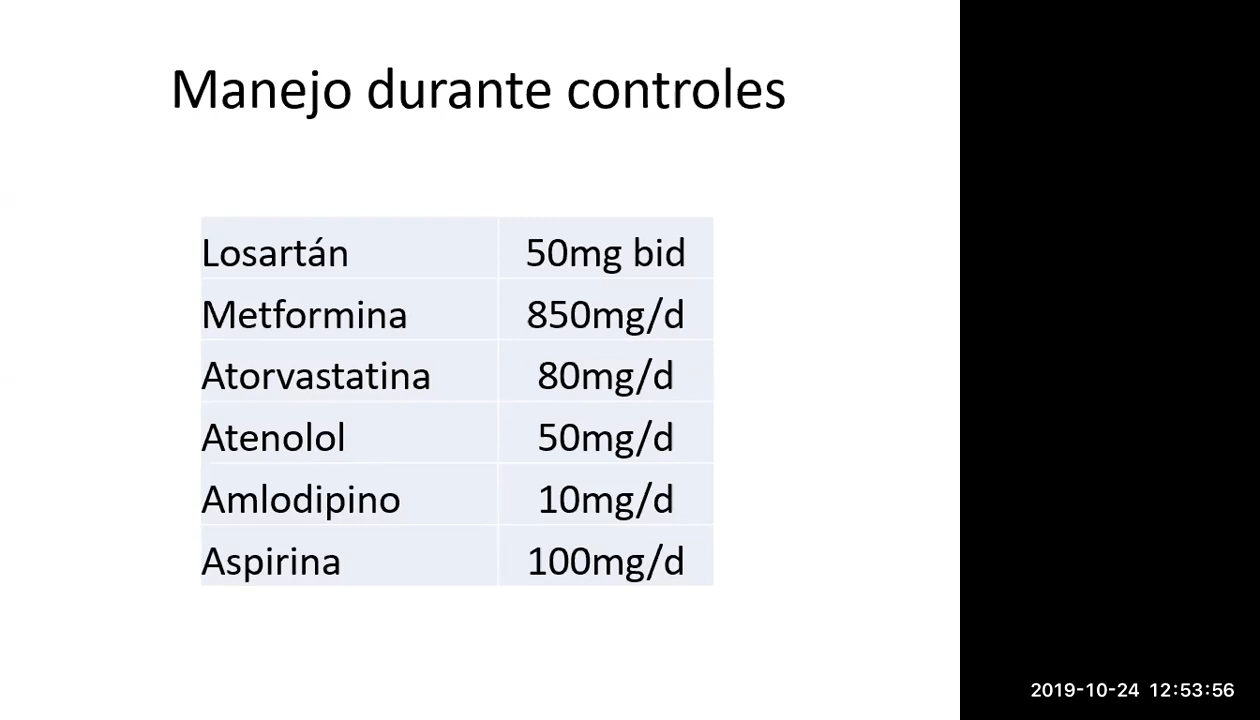 Manejo durante controles
Losartán 50mg bid
Metformina 850mg/d
Atorvastatina 80mg/d
Atenolol 50mg/d
Amlodipino 10mg/d
Aspirina 100mg/d
2019-10-24 12:53:56